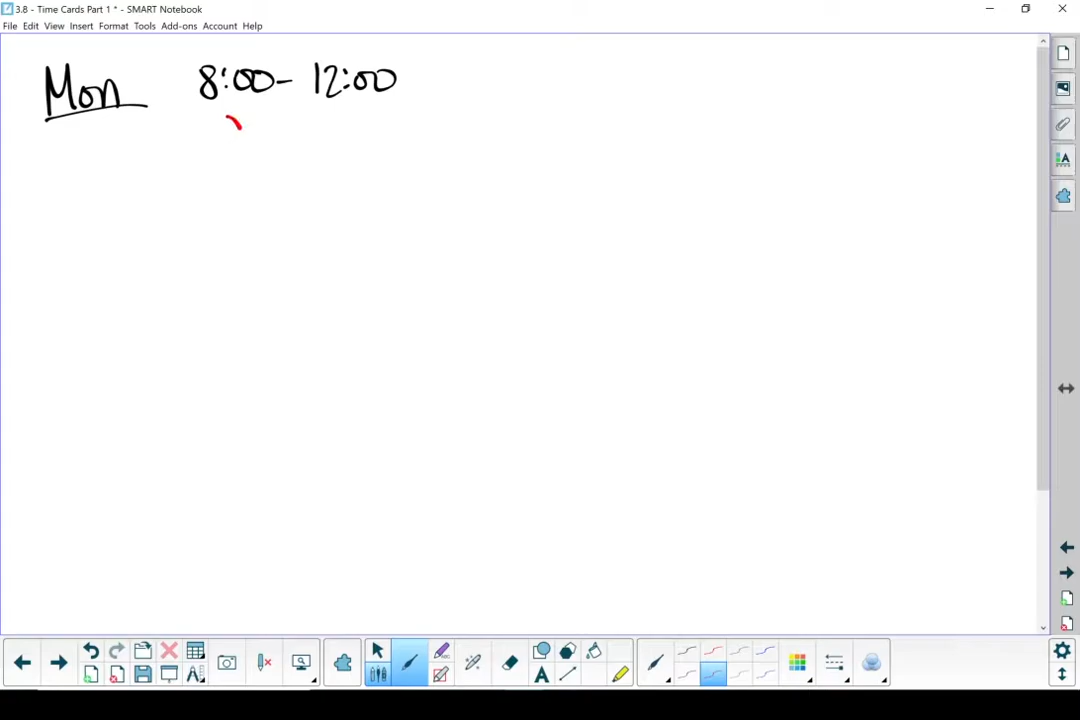 3.8 - Time Cards Part 1 * - SMART Notebook
File Edit View Insert Format Tools Add-ons Account Help
Mon 8:00- 12:00